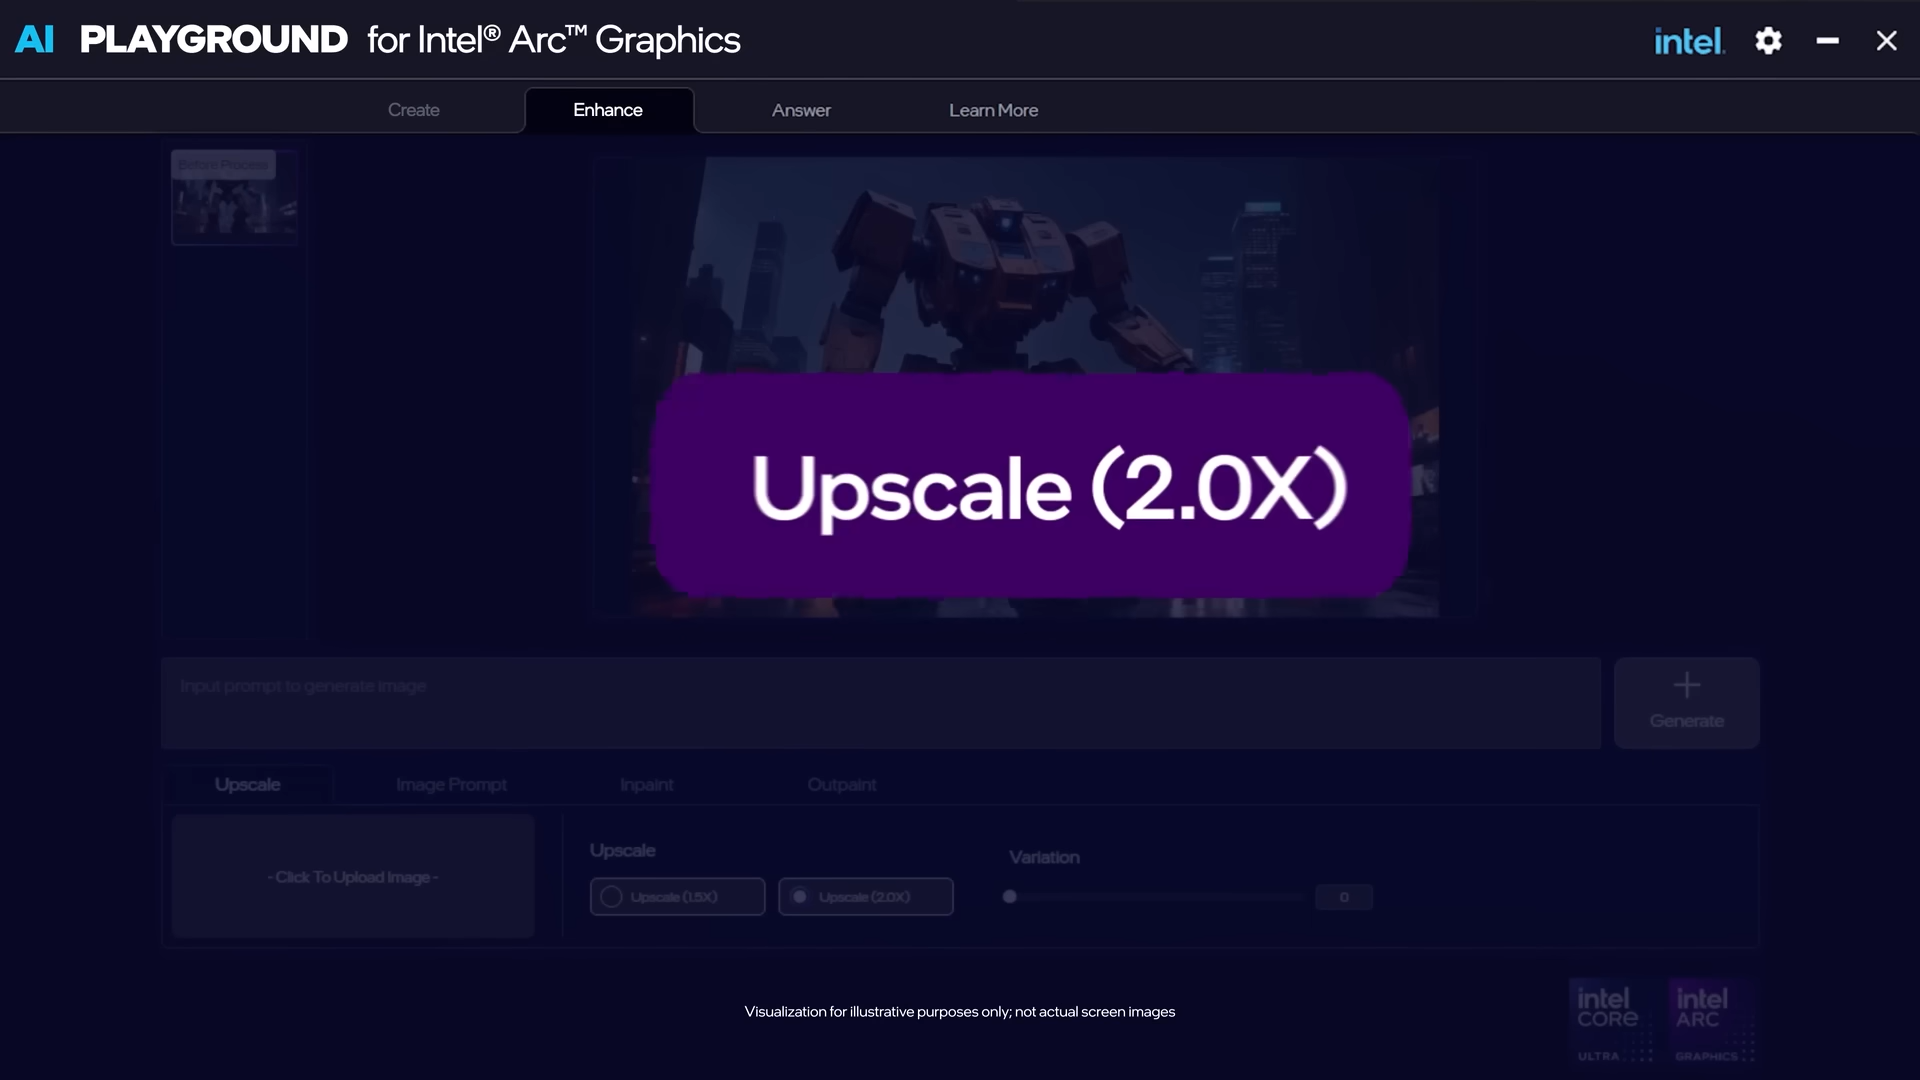 AI PLAYGROUND for Intel® Arc™ Graphics
intel.
Create
Enhance
Answer
Learn More
Before Process
Upscale (2.0X)
Input prompt to generate image
Generate
Upscale
Image Prompt
Inpaint
Outpaint
- Click To Upload Image -
Upscale
Upscale (1.5X)
Upscale (2.0X)
Variation
0
Visualization for illustrative purposes only; not actual screen images
intel
CORE
ULTRA
intel
ARC
GRAPHICS